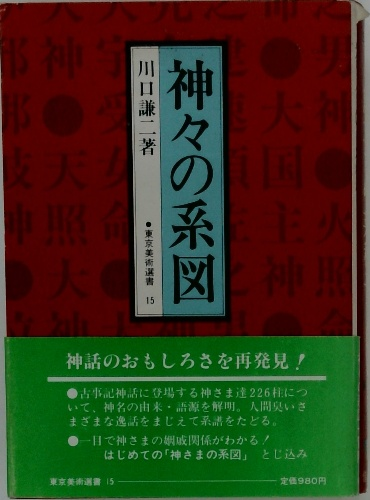 神々の系図
川口謙二著
●東京美術選書 15
神話のおもしろさを再発見!
●古事記神話に登場する神さま達226柱につ
いて、神名の由来・語源を解明。人間臭いさ
まざまな逸話をまじえて系譜をたどる。
●一目で神さまの姻戚関係がわかる!
はじめての「神さまの系図」 とじ込み
東京美術選書 15 定価980円